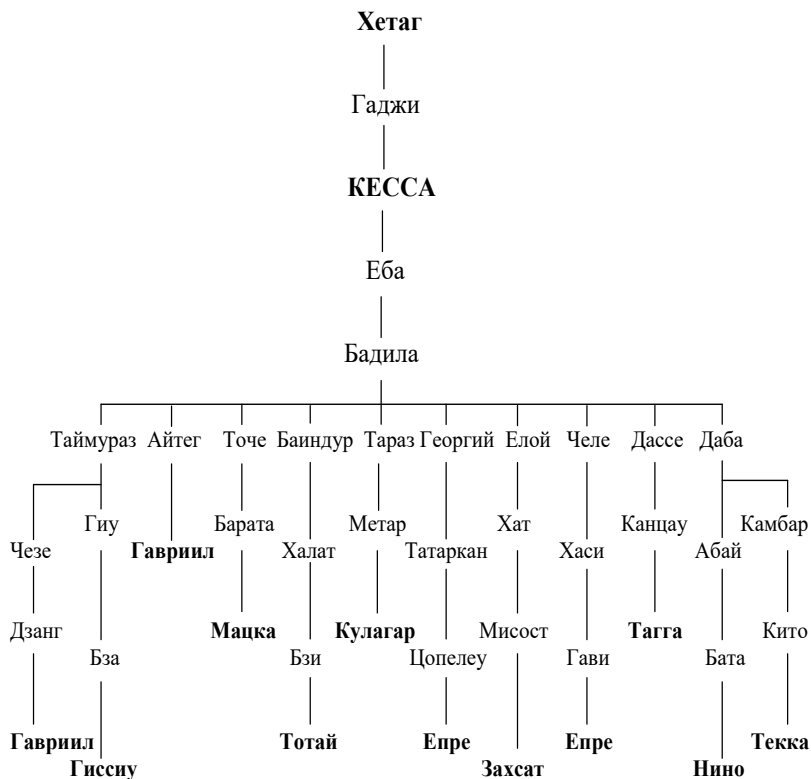 Хетаг
Гаджи
КЕССА
Еба
Бадила
Таймураз Айтег Точе Баиндур Тараз Георгий Елой Челе Дассе Даба
Гиу Барата Метар Хат Канцау Камбар
Чезе Гавриил Халат Татаркан Хаси Абай
Дзанг Мацка Кулагар Мисост Тагга Кито
Бза Бзи Цопелеу Гави Бата
Гавриил Тотай Епре Епре Текка
Гиссиу Захсат Нино